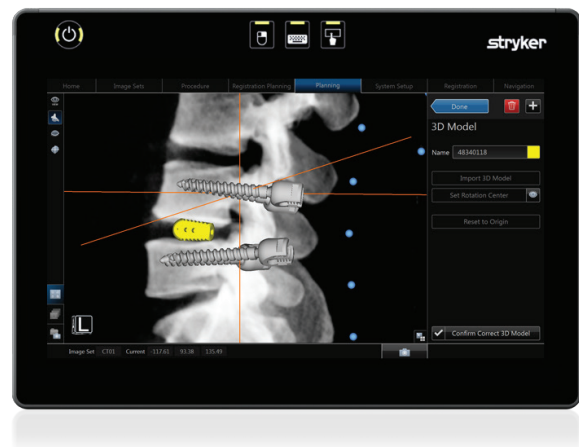 stryker
Home Image Sets Procedure Registration Planning Planning System Setup Registration Navigation
Done
3D Model
Name 48340118
Import 3D Model
Set Rotation Center
Reset to Origin
L
Confirm Correct 3D Model
Image Set CT01 Current -117.61 93.38 135.49